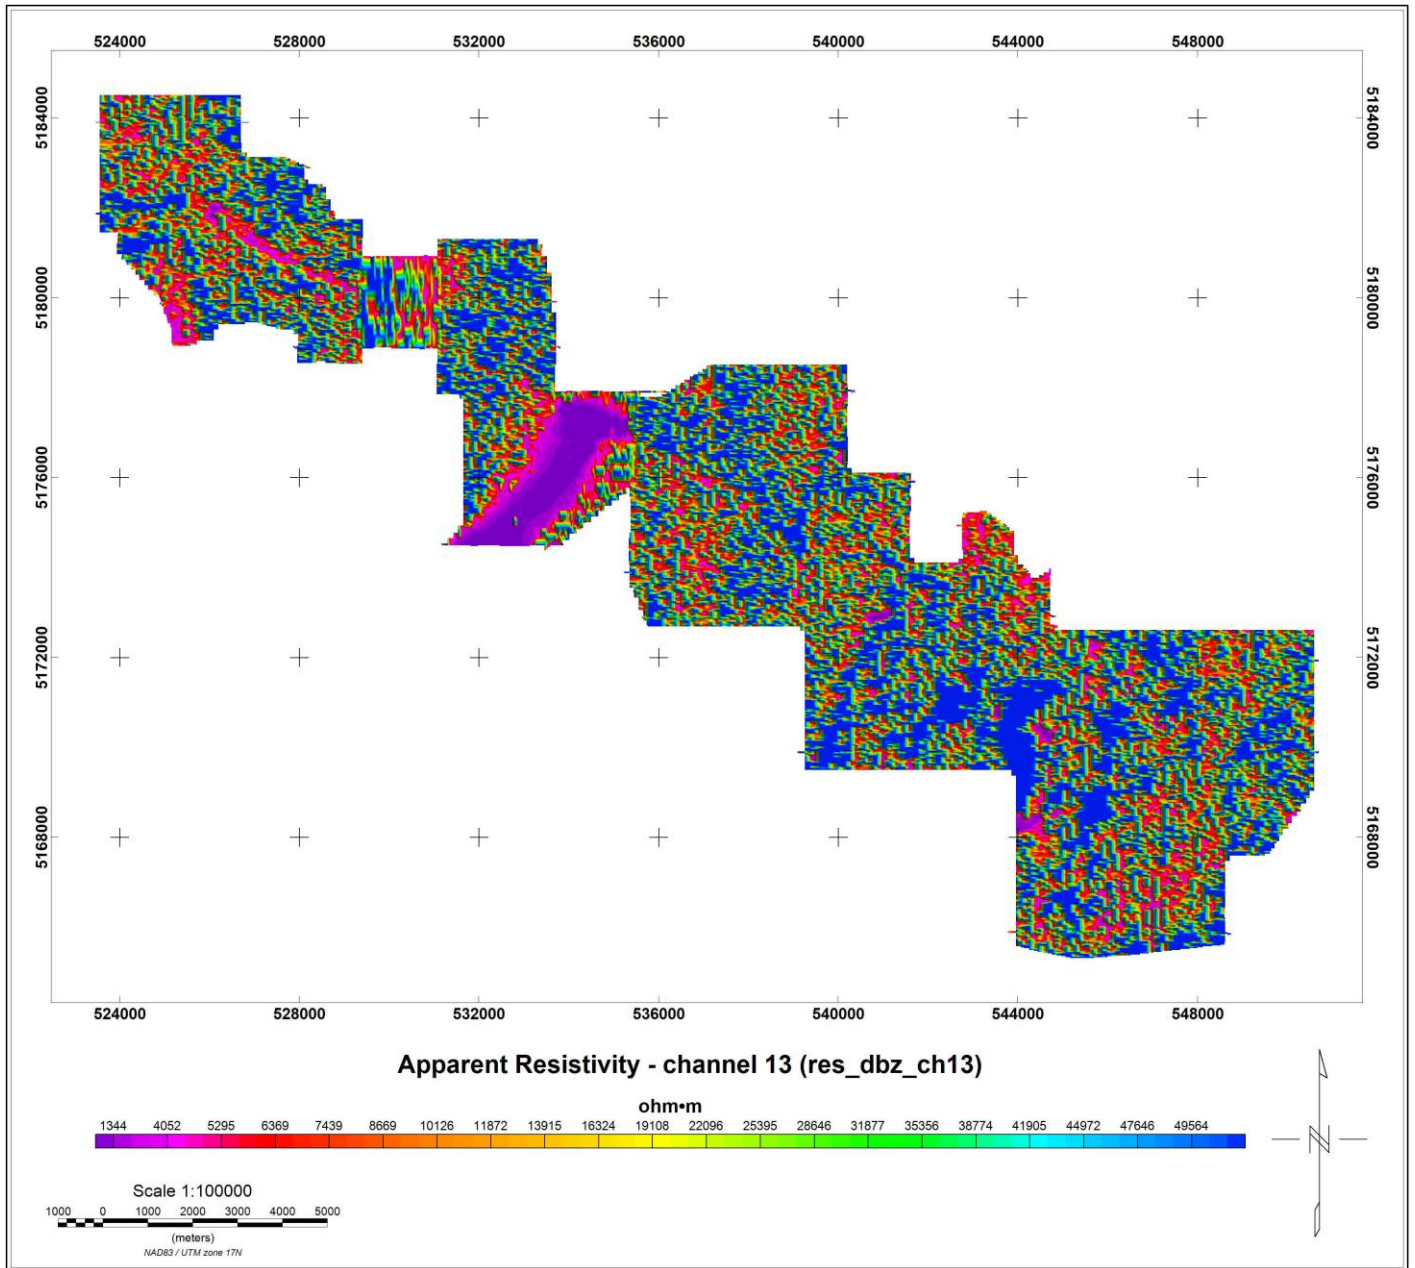 524000 528000 532000 536000 540000 544000 548000
5184000 5184000
5180000 5180000
5176000 5176000
5172000 5172000
5168000 5168000
524000 528000 532000 536000 540000 544000 548000
Apparent Resistivity - channel 13 (res_dbz_ch13)
ohm•m
1344 4052 5295 6369 7439 8669 10126 11872 13915 16324 19108 22096 25395 28646 31877 35356 38774 41905 44972 47646 49564
N
Scale 1:100000
1000 0 1000 2000 3000 4000 5000
(meters)
NAD83 / UTM zone 17N